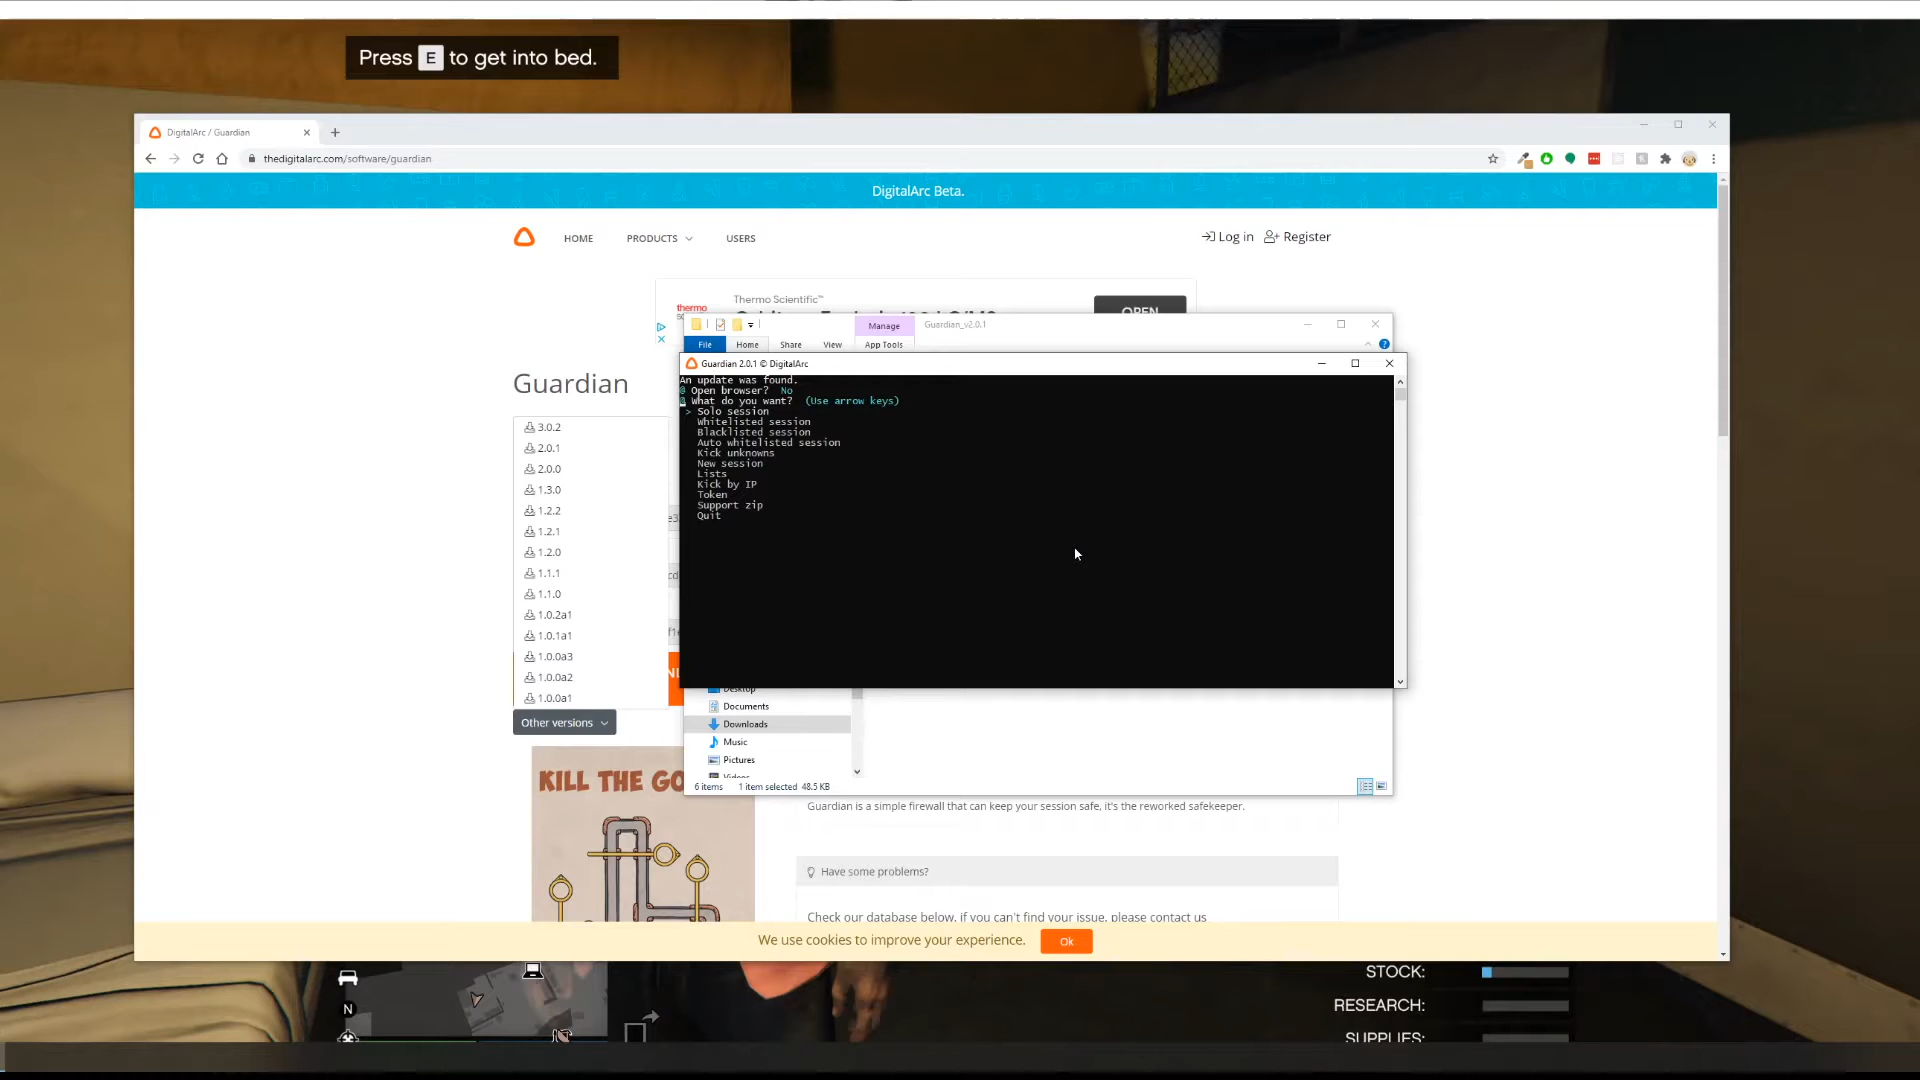 Press E to get into bed.
DigitalArc / Guardian
thedigitalarc.com/software/guardian
DigitalArc Beta.
HOME
PRODUCTS
USERS
Log in
Register
thermo
Thermo Scientific™
OPEN
Manage
Guardian_v2.0.1
File
Home
Share
View
App Tools
Guardian 2.0.1 © DigitalArc
An update was found.
Open browser? No
What do you want? (Use arrow keys)
> Solo session
Whitelisted session
Blacklisted session
Auto whitelisted session
Kick unknowns
New session
Lists
Kick by IP
Token
Support zip
Quit
Guardian
3.0.2
2.0.1
2.0.0
1.3.0
1.2.2
1.2.1
1.2.0
1.1.1
1.1.0
1.0.2a1
1.0.1a1
1.0.0a3
1.0.0a2
1.0.0a1
Other versions
Desktop
Documents
Downloads
Music
Pictures
Videos
6 items
1 item selected 48.5 KB
KILL THE GO
Guardian is a simple firewall that can keep your session safe, it's the reworked safekeeper.
Have some problems?
Check our database below, if you can't find your issue, please contact us
We use cookies to improve your experience.
Ok
N
STOCK:
RESEARCH:
SUPPLIES: